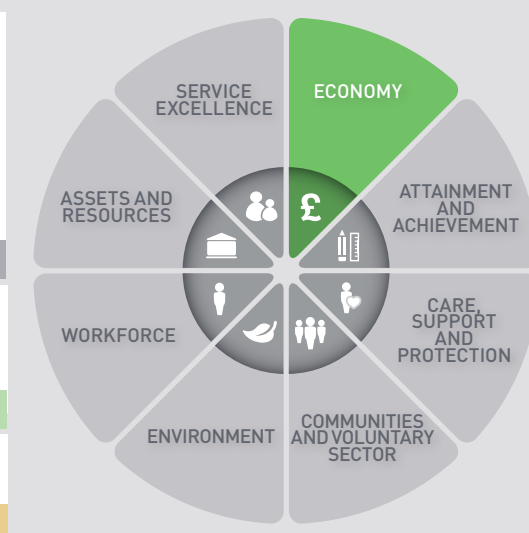 ECONOMY
£
ATTAINMENT
AND
ACHIEVEMENT
CARE,
SUPPORT
AND
PROTECTION
COMMUNITIES
AND VOLUNTARY
SECTOR
ENVIRONMENT
WORKFORCE
ASSETS AND
RESOURCES
SERVICE
EXCELLENCE